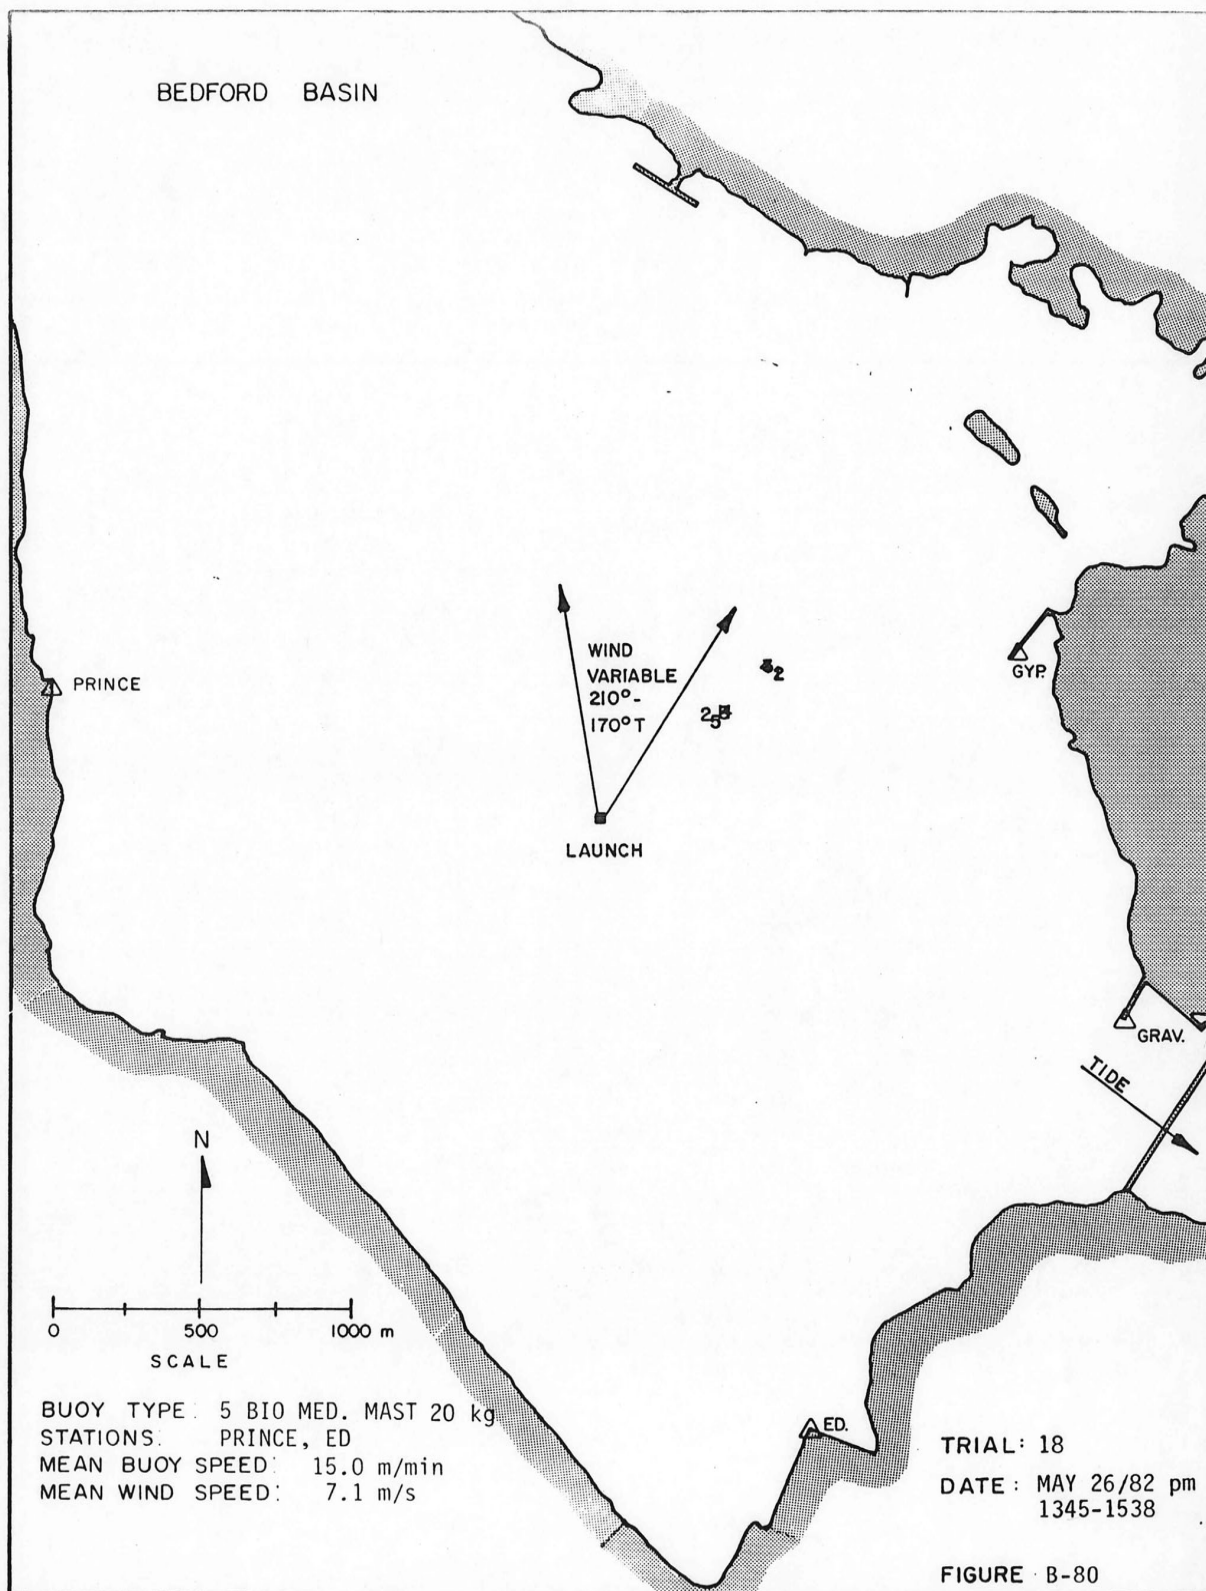 BEDFORD BASIN
WIND
VARIABLE
210°-
170°T
2
25
PRINCE
GYP.
LAUNCH
GRAV.
TIDE
N
0 500 1000 m
SCALE
ED.
BUOY TYPE: 5 BIO MED. MAST 20 kg
STATIONS: PRINCE, ED
MEAN BUOY SPEED: 15.0 m/min
MEAN WIND SPEED: 7.1 m/s
TRIAL: 18
DATE: MAY 26/82 pm
1345-1538
FIGURE B-80